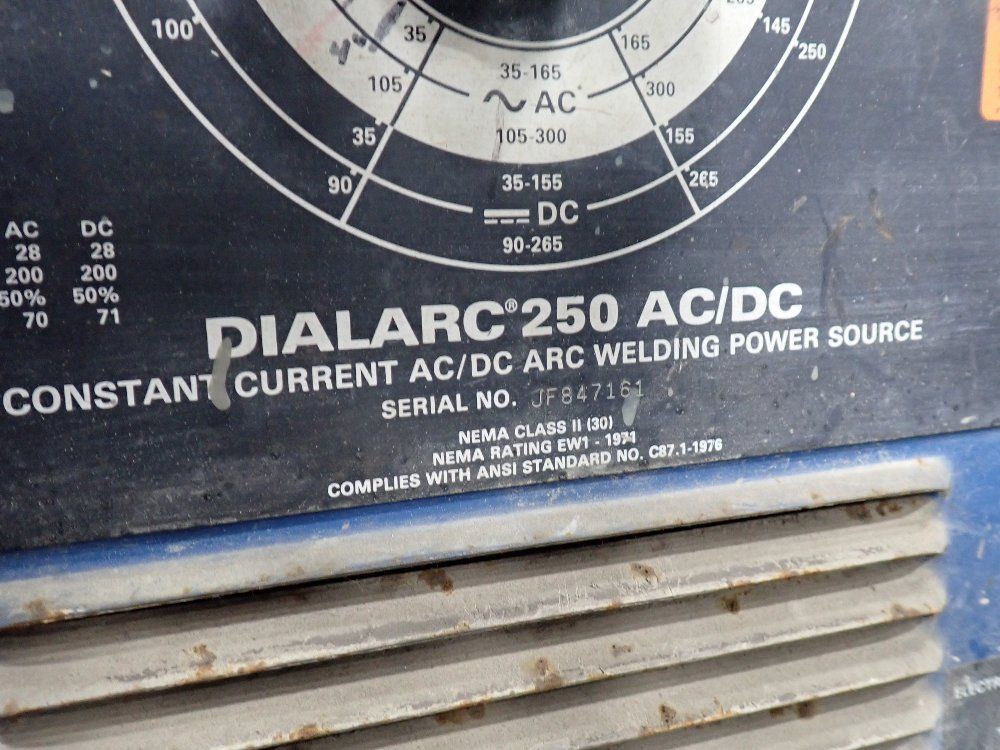 100
4"
35
165
145
250
35-165
105
AC
300
105-300
35
155
90
35-155
265
DC
90-265
AC DC
28 28
200 200
50% 50%
70 71
DIALARC® 250 AC/DC
CONSTANT CURRENT AC/DC ARC WELDING POWER SOURCE
SERIAL NO. JF847161
NEMA CLASS II (30)
NEMA RATING EW1 - 1971
COMPLIES WITH ANSI STANDARD NO. C87.1-1976